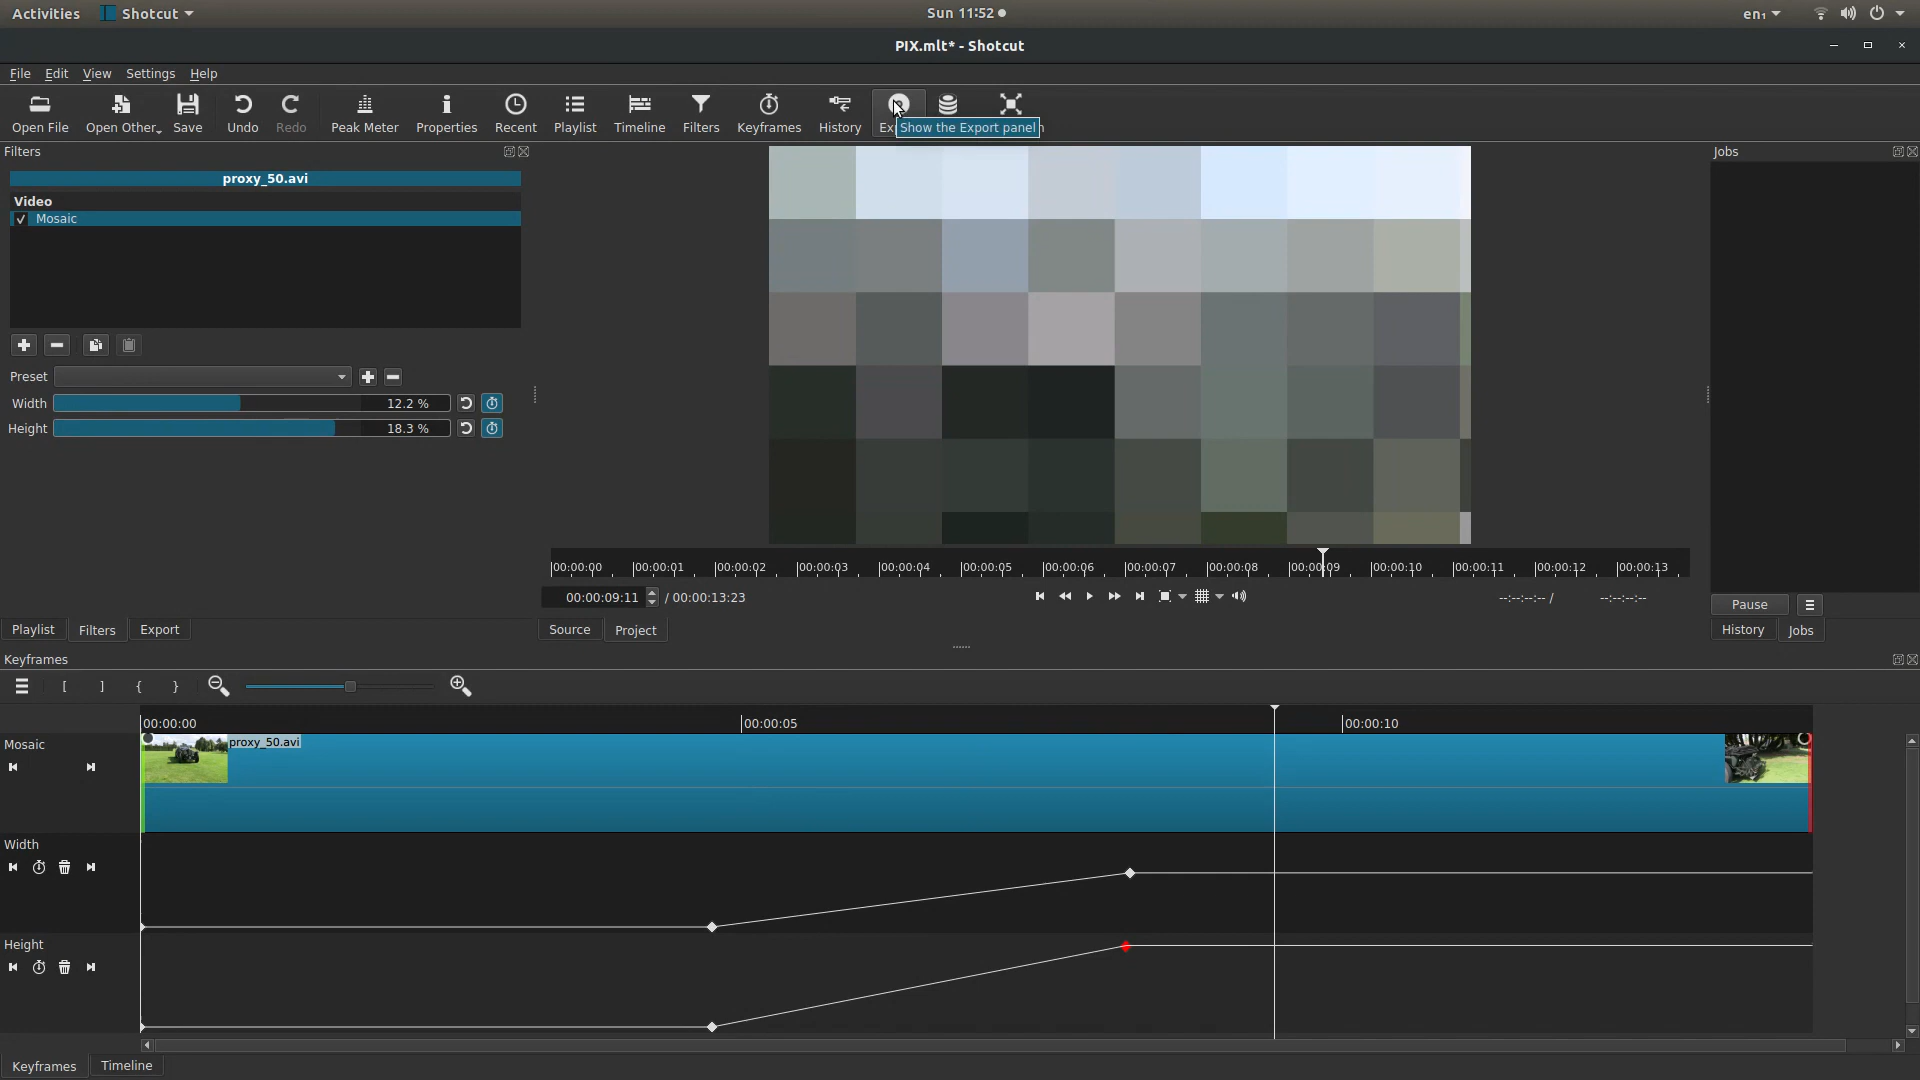 Activities Shotcut Sun 11:52 en₁
PIX.mlt* - Shotcut
File Edit View Settings Help
Open File Open Other Save Undo Redo Peak Meter Properties Recent Playlist Timeline Filters Keyframes History
Show the Export panel
Filters Jobs
proxy_50.avi
Video
Mosaic
Preset
Width 12.2 %
Height 18.3 %
00:00:00 00:00:01 00:00:02 00:00:03 00:00:04 00:00:05 00:00:06 00:00:07 00:00:08 00:00:09 00:00:10 00:00:11 00:00:12 00:00:13
00:00:09:11 / 00:00:13:23 --:--:--:-- / --:--:--:--
Pause
Playlist Filters Export Source Project History Jobs
Keyframes
[ ] { }
00:00:00 00:00:05 00:00:10
Mosaic proxy_50.avi
Width
Height
Keyframes Timeline